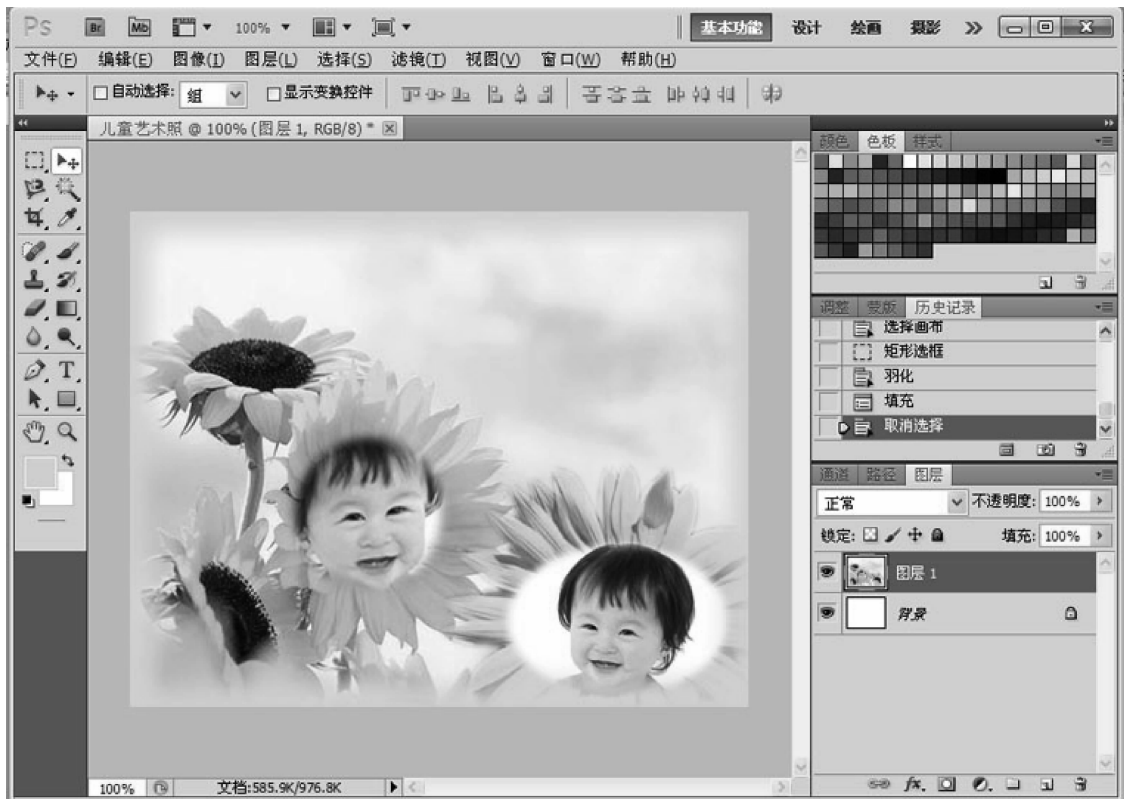 Ps Br Mb 100% 基本功能 设计 绘画 摄影
文件(F) 编辑(E) 图像(I) 图层(L) 选择(S) 滤镜(T) 视图(V) 窗口(W) 帮助(H)
自动选择: 组 显示变换控件
儿童艺术照 @ 100% (图层 1, RGB/8) *
颜色 色板 样式
调整 蒙版 历史记录
选择画布
矩形选框
羽化
填充
取消选择
通道 路径 图层
正常 不透明度: 100%
锁定: 填充: 100%
图层 1
背景
100% 文档:585.9K/976.8K